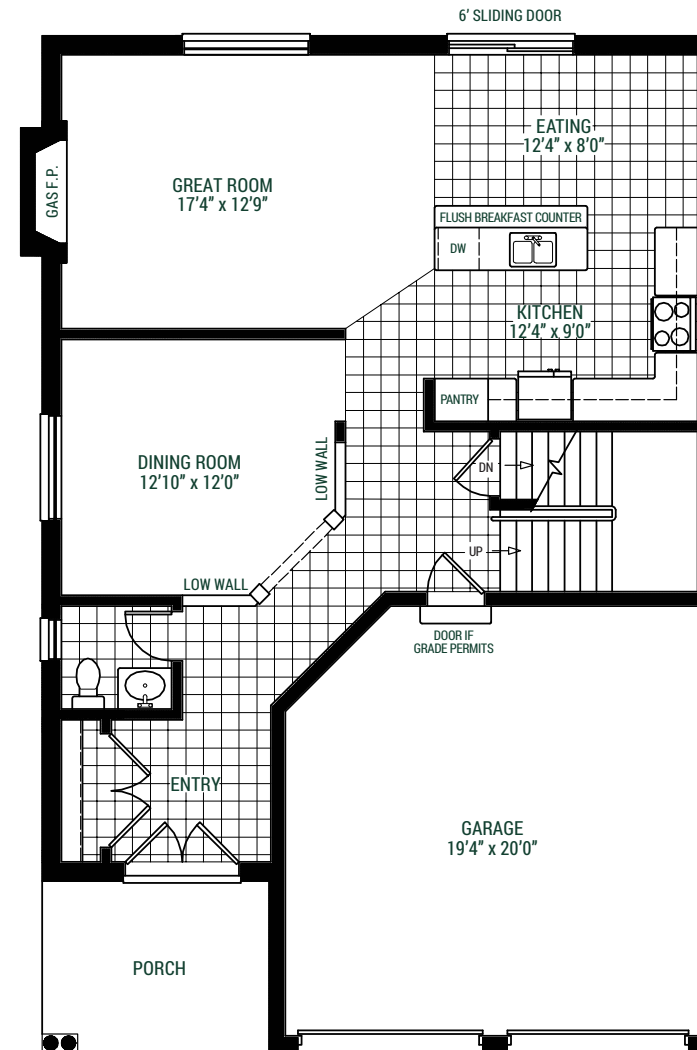 6' SLIDING DOOR
EATING
12'4" x 8'0"
GAS F.P.
GREAT ROOM
17'4" x 12'9"
FLUSH BREAKFAST COUNTER
DW
KITCHEN
12'4" x 9'0"
PANTRY
DINING ROOM
12'10" x 12'0"
LOW WALL
DN
UP
LOW WALL
DOOR IF
GRADE PERMITS
ENTRY
GARAGE
19'4" x 20'0"
PORCH